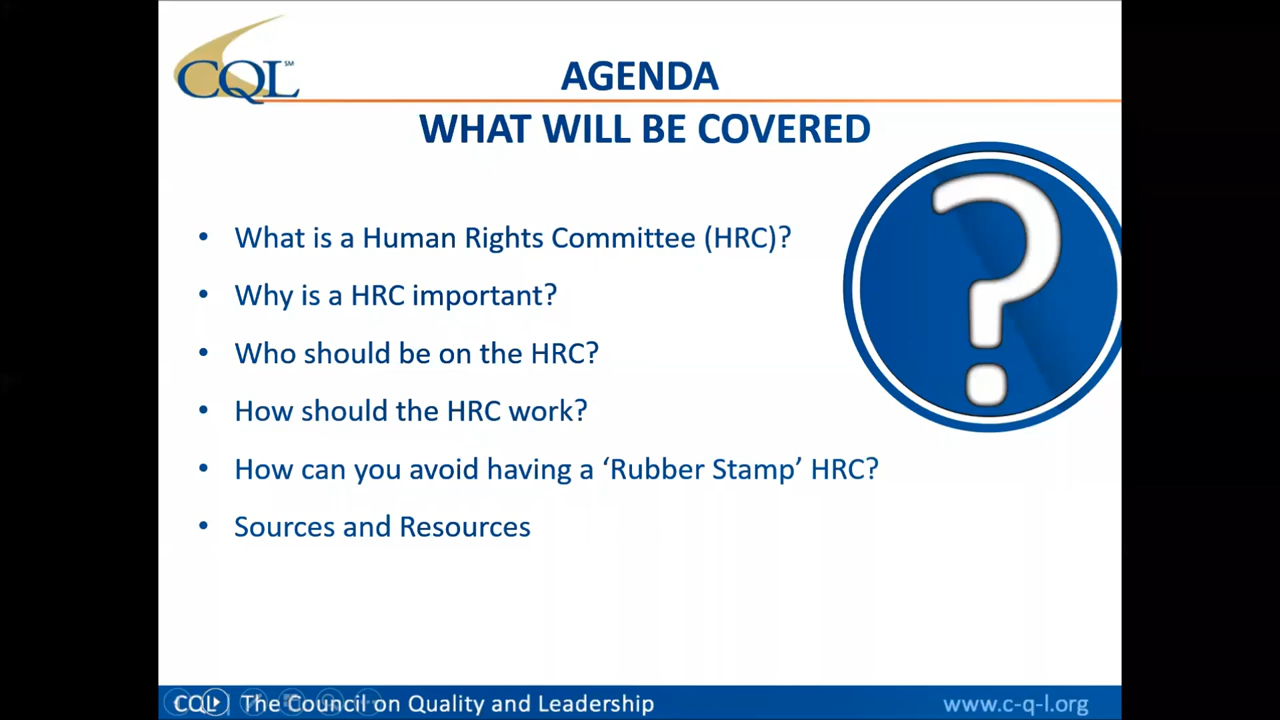 CQL SM
AGENDA
WHAT WILL BE COVERED
• What is a Human Rights Committee (HRC)?
• Why is a HRC important?
• Who should be on the HRC?
• How should the HRC work?
• How can you avoid having a ‘Rubber Stamp’ HRC?
• Sources and Resources
?
CQL | The Council on Quality and Leadership
www.c-q-l.org